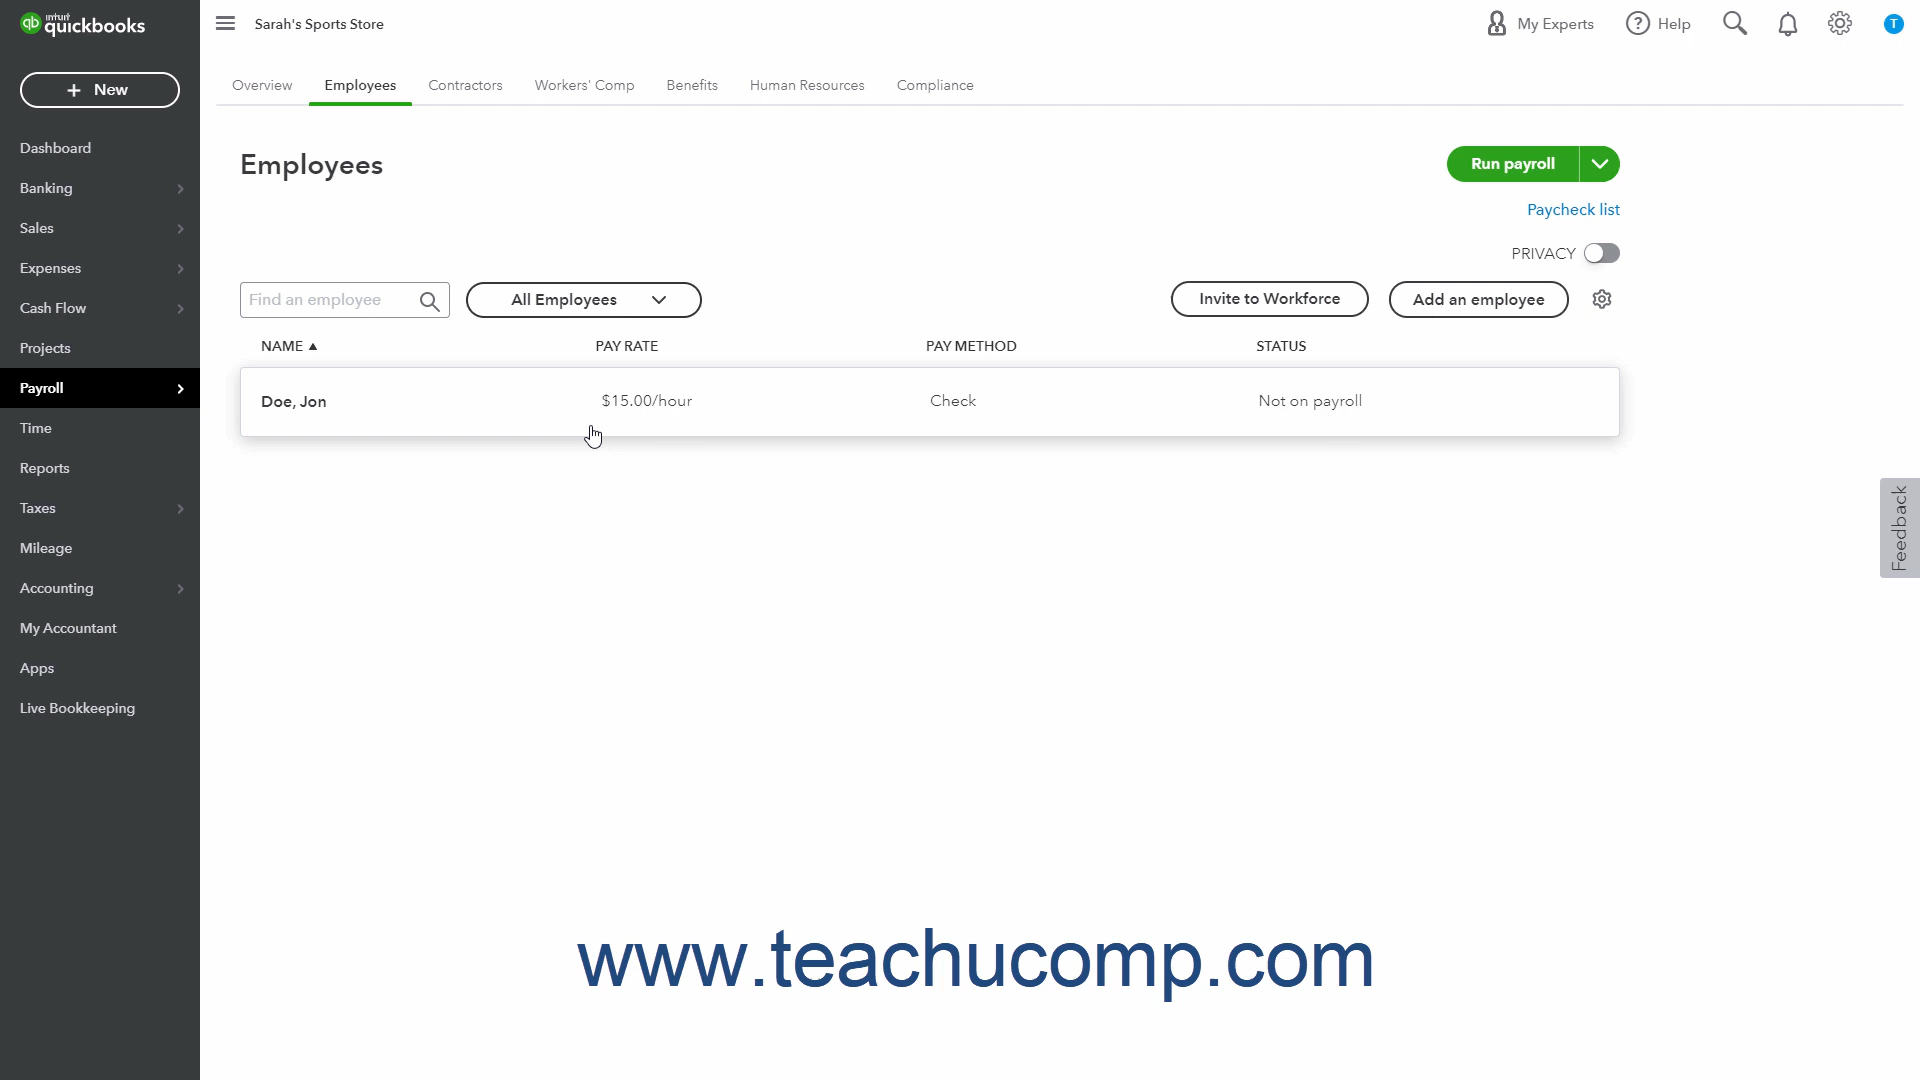 intuit
quickbooks
Sarah's Sports Store
My Experts
Help
T
+ New
Overview
Employees
Contractors
Workers' Comp
Benefits
Human Resources
Compliance
Dashboard
Banking
Sales
Expenses
Cash Flow
Projects
Payroll
Time
Reports
Taxes
Mileage
Accounting
My Accountant
Apps
Live Bookkeeping
Employees
Run payroll
Paycheck list
PRIVACY
Find an employee
All Employees
Invite to Workforce
Add an employee
NAME PAY RATE PAY METHOD STATUS
Doe, Jon $15.00/hour Check Not on payroll
Feedback
www.teachucomp.com